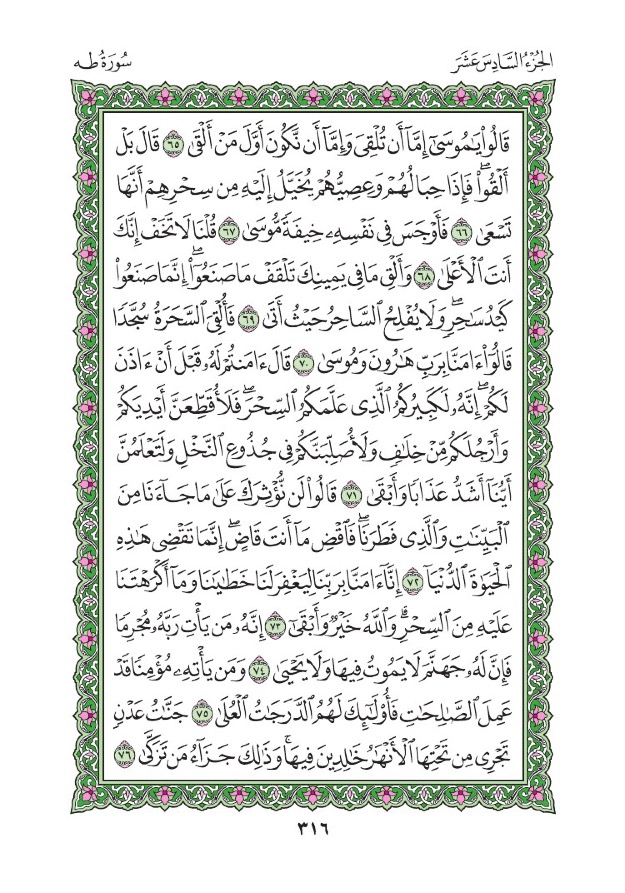 الجُزْءُ السَّادِسَ عَشَرَ
سُورَةُ طه
قَالُواْ يَٰمُوسَىٰٓ إِمَّآ أَن تُلْقِىَ وَإِمَّآ أَن نَّكُونَ أَوَّلَ مَنْ أَلْقَىٰ ٦٥ قَالَ بَلْ
أَلْقُواْۖ فَإِذَا حِبَالُهُمْ وَعِصِيُّهُمْ يُخَيَّلُ إِلَيْهِ مِن سِحْرِهِمْ أَنَّهَا
تَسْعَىٰ ٦٦ فَأَوْجَسَ فِى نَفْسِهِۦ خِيفَةً مُّوسَىٰ ٦٧ قُلْنَا لَا تَخَفْ إِنَّكَ
أَنتَ ٱلْأَعْلَىٰ ٦٨ وَأَلْقِ مَا فِى يَمِينِكَ تَلْقَفْ مَا صَنَعُوٓاْۖ إِنَّمَا صَنَعُواْ
كَيْدُ سَٰحِرٍۖ وَلَا يُفْلِحُ ٱلسَّاحِرُ حَيْثُ أَتَىٰ ٦٩ فَأُلْقِىَ ٱلسَّحَرَةُ سُجَّدًا
قَالُوٓاْ ءَامَنَّا بِرَبِّ هَٰرُونَ وَمُوسَىٰ ٧٠ قَالَ ءَامَنتُمْ لَهُۥ قَبْلَ أَنْ ءَاذَنَ
لَكُمْۖ إِنَّهُۥ لَكَبِيرُكُمُ ٱلَّذِى عَلَّمَكُمُ ٱلسِّحْرَۖ فَلَأُقَطِّعَنَّ أَيْدِيَكُمْ
وَأَرْجُلَكُم مِّنْ خِلَٰفٍ وَلَأُصَلِّبَنَّكُمْ فِى جُذُوعِ ٱلنَّخْلِ وَلَتَعْلَمُنَّ
أَيُّنَآ أَشَدُّ عَذَابًا وَأَبْقَىٰ ٧١ قَالُواْ لَن نُّؤْثِرَكَ عَلَىٰ مَا جَآءَنَا مِنَ
ٱلْبَيِّنَٰتِ وَٱلَّذِى فَطَرَنَاۖ فَٱقْضِ مَآ أَنتَ قَاضٍۖ إِنَّمَا تَقْضِى هَٰذِهِ
ٱلْحَيَوٰةَ ٱلدُّنْيَآ ٧٢ إِنَّآ ءَامَنَّا بِرَبِّنَا لِيَغْفِرَ لَنَا خَطَٰيَٰنَا وَمَآ أَكْرَهْتَنَا
عَلَيْهِ مِنَ ٱلسِّحْرِۗ وَٱللَّهُ خَيْرٌ وَأَبْقَىٰٓ ٧٣ إِنَّهُۥ مَن يَأْتِ رَبَّهُۥ مُجْرِمًا
فَإِنَّ لَهُۥ جَهَنَّمَ لَا يَمُوتُ فِيهَا وَلَا يَحْيَىٰ ٧٤ وَمَن يَأْتِهِۦ مُؤْمِنًا قَدْ
عَمِلَ ٱلصَّٰلِحَٰتِ فَأُوْلَٰٓئِكَ لَهُمُ ٱلدَّرَجَٰتُ ٱلْعُلَىٰ ٧٥ جَنَّٰتُ عَدْنٍ
تَجْرِى مِن تَحْتِهَا ٱلْأَنْهَٰرُ خَٰلِدِينَ فِيهَاۚ وَذَٰلِكَ جَزَآءُ مَن تَزَكَّىٰ ٧٦
٣١٦